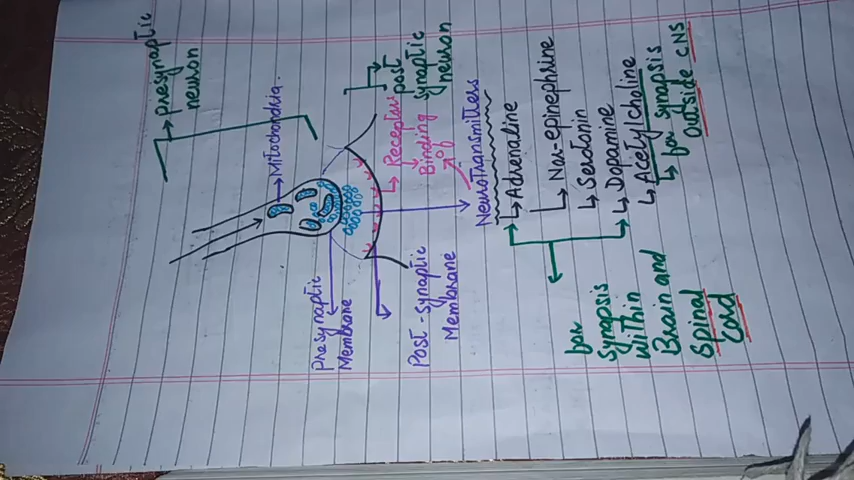 presynaptic
neuron
Mitochondria.
post
synaptic
neuron
Receptors
Binding
of
Presynaptic
Membrane
Post-synaptic
Membrane
NeuroTransmitters
Adrenaline
Nor-epinephrine
Serotonin
Dopamine
Acetylcholine
for synapsis
outside CNS
for
synapsis
within
Brain and
Spinal
Cord